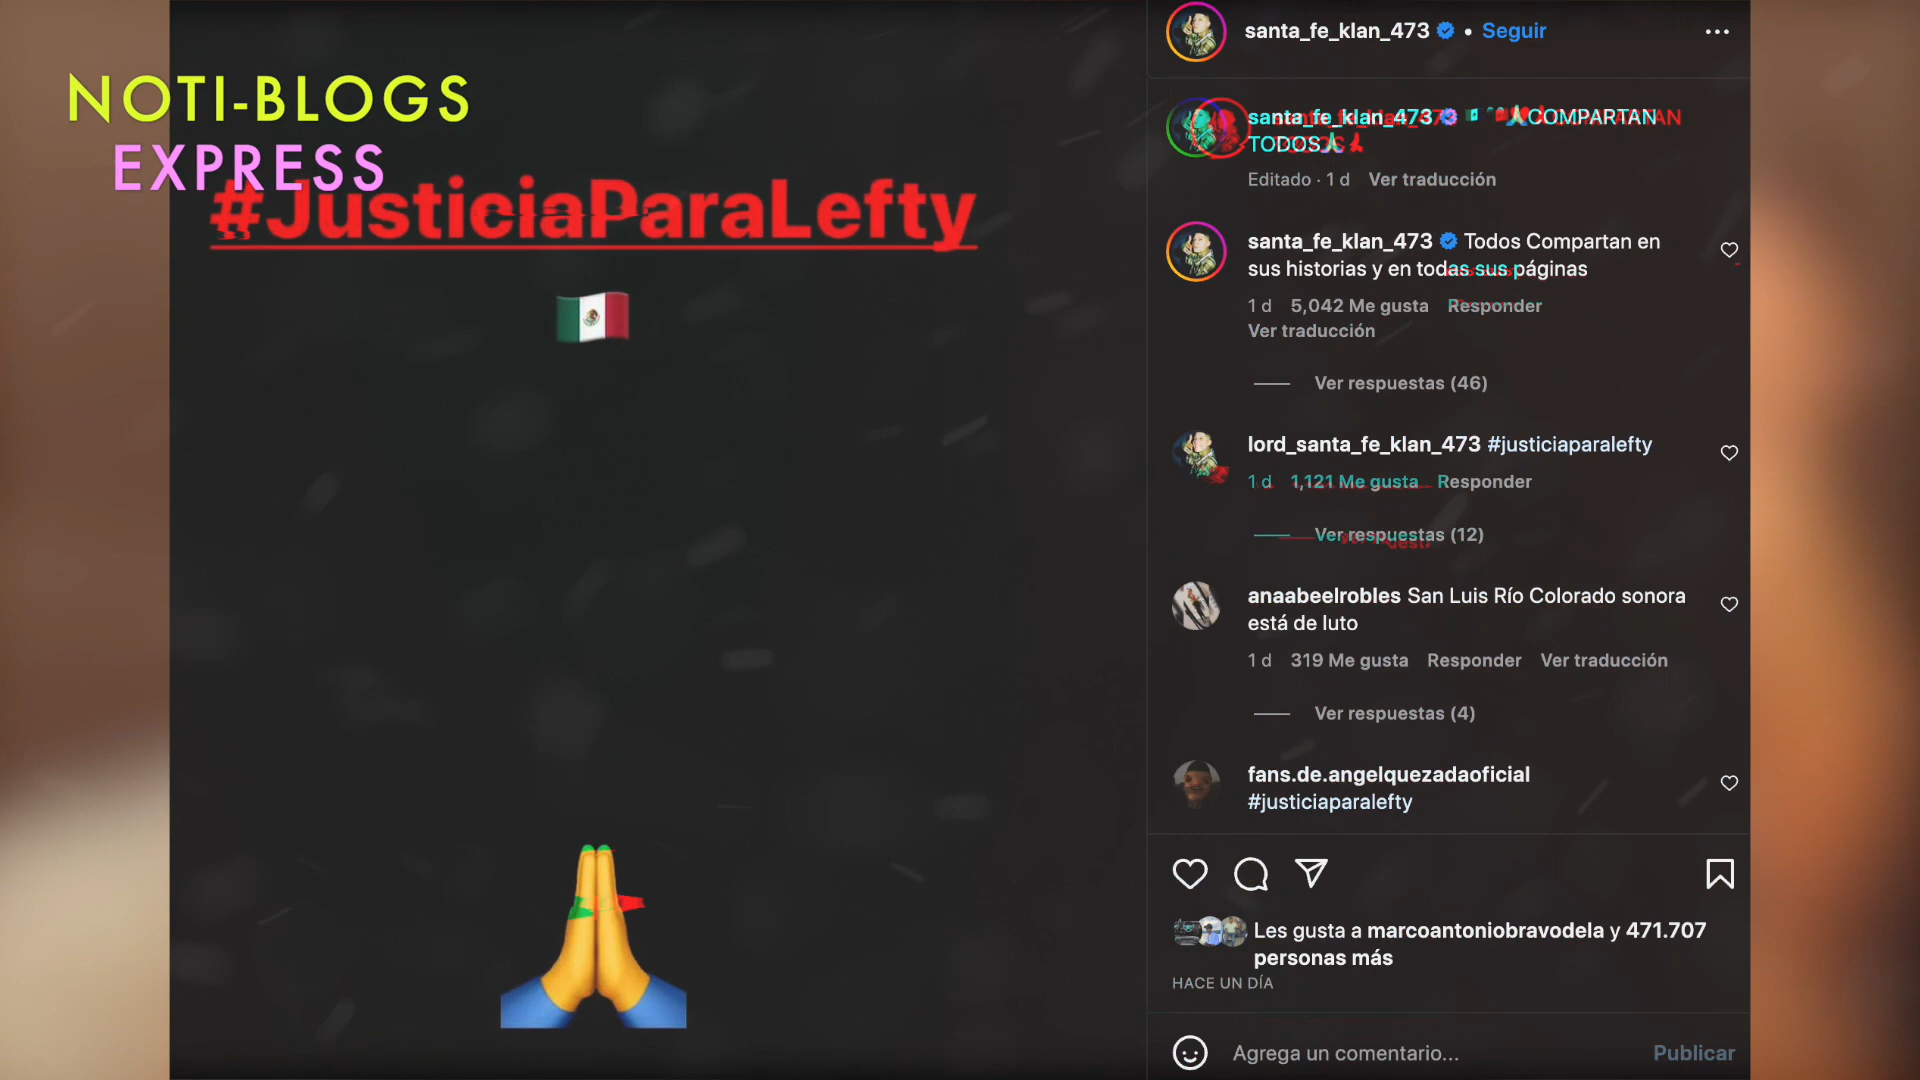 NOTI-BLOGS
EXPRESS
#JusticiaParaLefty
santa_fe_klan_473 • Seguir
santa_fe_klan_473 COMPARTAN
TODOS
Editado · 1 d Ver traducción
santa_fe_klan_473 Todos Compartan en
sus historias y en todas sus páginas
1 d 5,042 Me gusta Responder
Ver traducción
Ver respuestas (46)
lord_santa_fe_klan_473 #justiciaparalefty
1 d 1,121 Me gusta Responder
Ver respuestas (12)
anaabeelrobles San Luis Río Colorado sonora
está de luto
1 d 319 Me gusta Responder Ver traducción
Ver respuestas (4)
fans.de.angelquezadaoficial
#justiciaparalefty
Les gusta a marcoantoniobravodela y 471.707
personas más
HACE UN DÍA
Agrega un comentario... Publicar